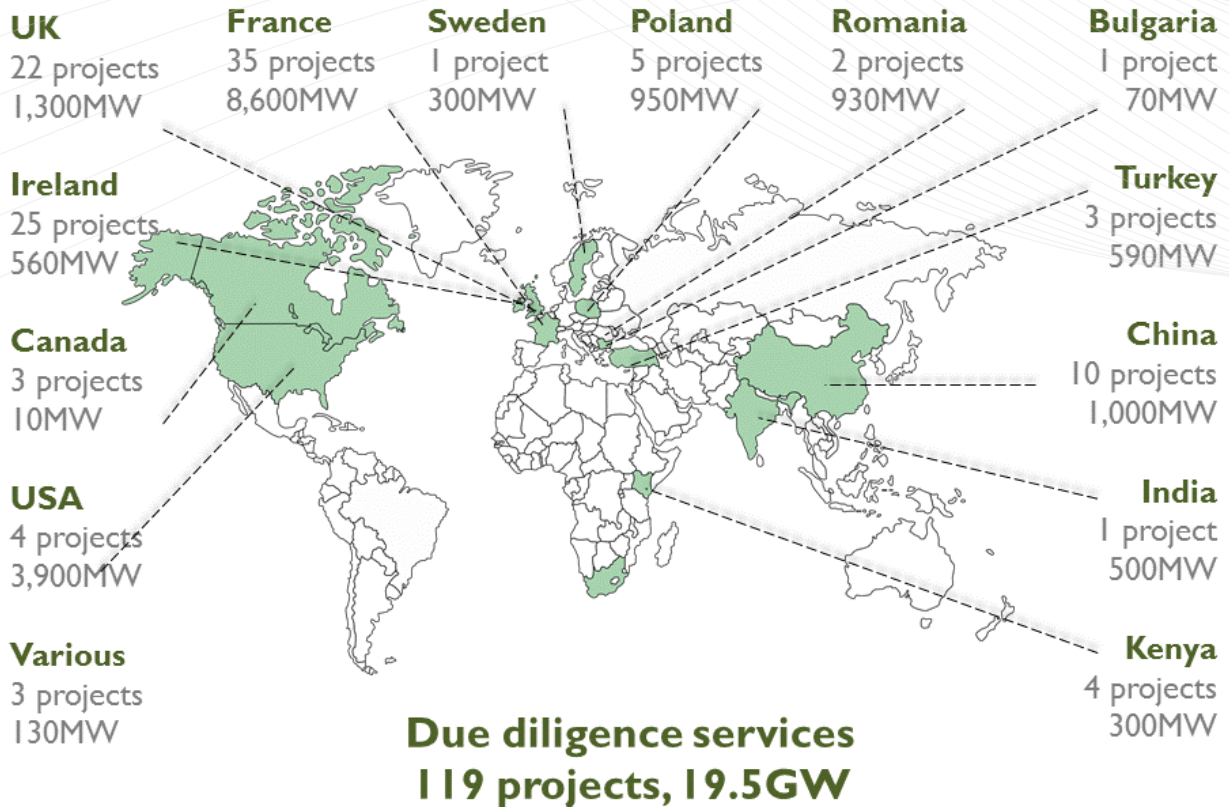 UK
22 projects
1,300MW
France
35 projects
8,600MW
Sweden
1 project
300MW
Poland
5 projects
950MW
Romania
2 projects
930MW
Bulgaria
1 project
70MW
Ireland
25 projects
560MW
Turkey
3 projects
590MW
Canada
3 projects
10MW
China
10 projects
1,000MW
USA
4 projects
3,900MW
India
1 project
500MW
Various
3 projects
130MW
Kenya
4 projects
300MW
Due diligence services
119 projects, 19.5GW